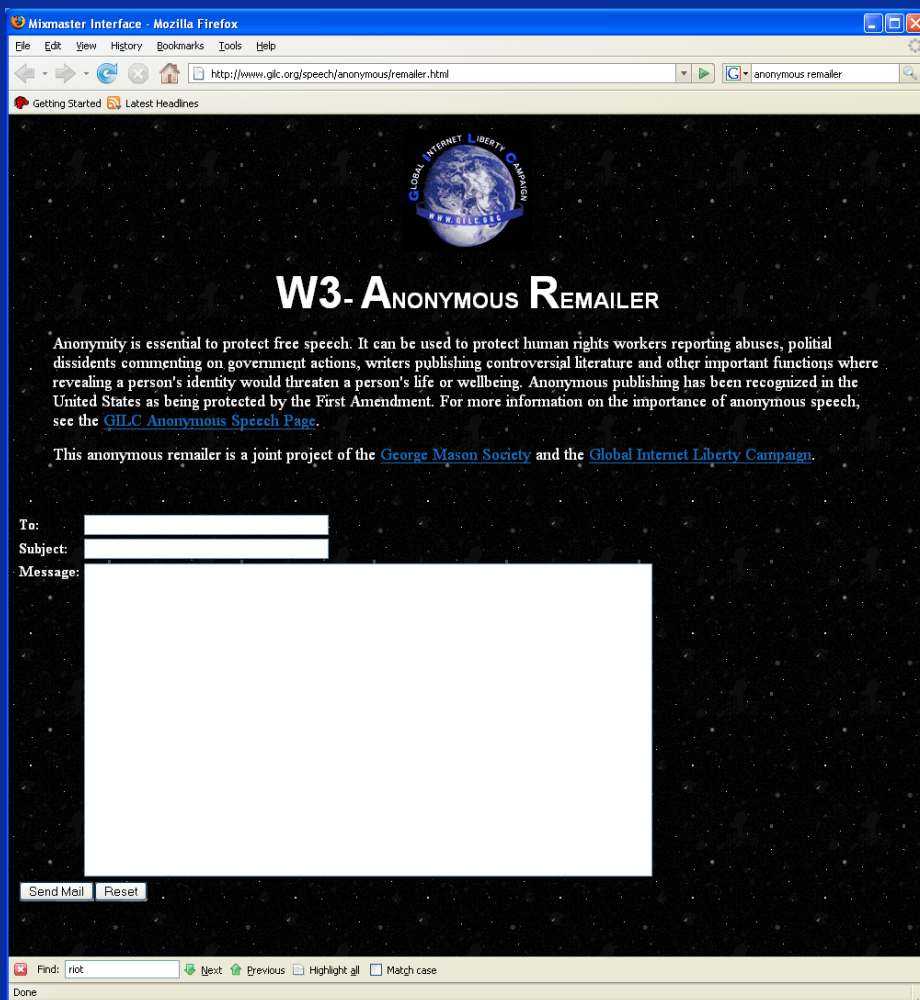 Mixmaster Interface - Mozilla Firefox
File Edit View History Bookmarks Tools Help
http://www.gilc.org/speech/anonymous/remailer.html G anonymous remailer
Getting Started Latest Headlines
GLOBAL INTERNET LIBERTY CAMPAIGN
WWW.GILC.ORG
W3- ANONYMOUS REMAILER
Anonymity is essential to protect free speech. It can be used to protect human rights workers reporting abuses, politial
dissidents commenting on government actions, writers publishing controversial literature and other important functions where
revealing a person's identity would threaten a person's life or wellbeing. Anonymous publishing has been recognized in the
United States as being protected by the First Amendment. For more information on the importance of anonymous speech,
see the GILC Anonymous Speech Page.
This anonymous remailer is a joint project of the George Mason Society and the Global Internet Liberty Campaign.
To:
Subject:
Message:
Send Mail Reset
Find: riot Next Previous Highlight all Match case
Done